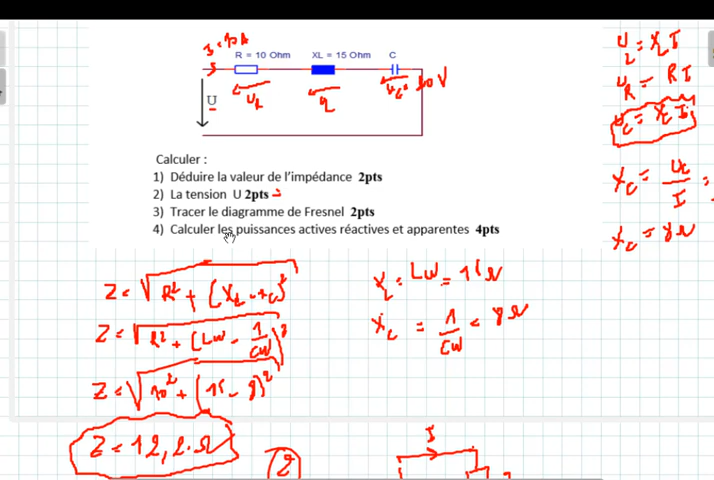 I = 10A
R = 10 Ohm XL = 15 Ohm C
U
U_R
U_C
U_L = X_L I
U_R = R I
U_C = X_C I
X_C = U_C / I =
X_C = 8 Ω
Calculer :
1) Déduire la valeur de l'impédance 2pts
2) La tension U 2pts
3) Tracer le diagramme de Fresnel 2pts
4) Calculer les puissances actives réactives et apparentes 4pts
Z = √R² + (X_L - X_C)²
Z = √R² + (Lω - 1/Cω)²
Z = √10² + (15 - 8)²
Z = 12,2 Ω
X_L = Lω = 15 Ω
X_C = 1/Cω = 8 Ω
2
I